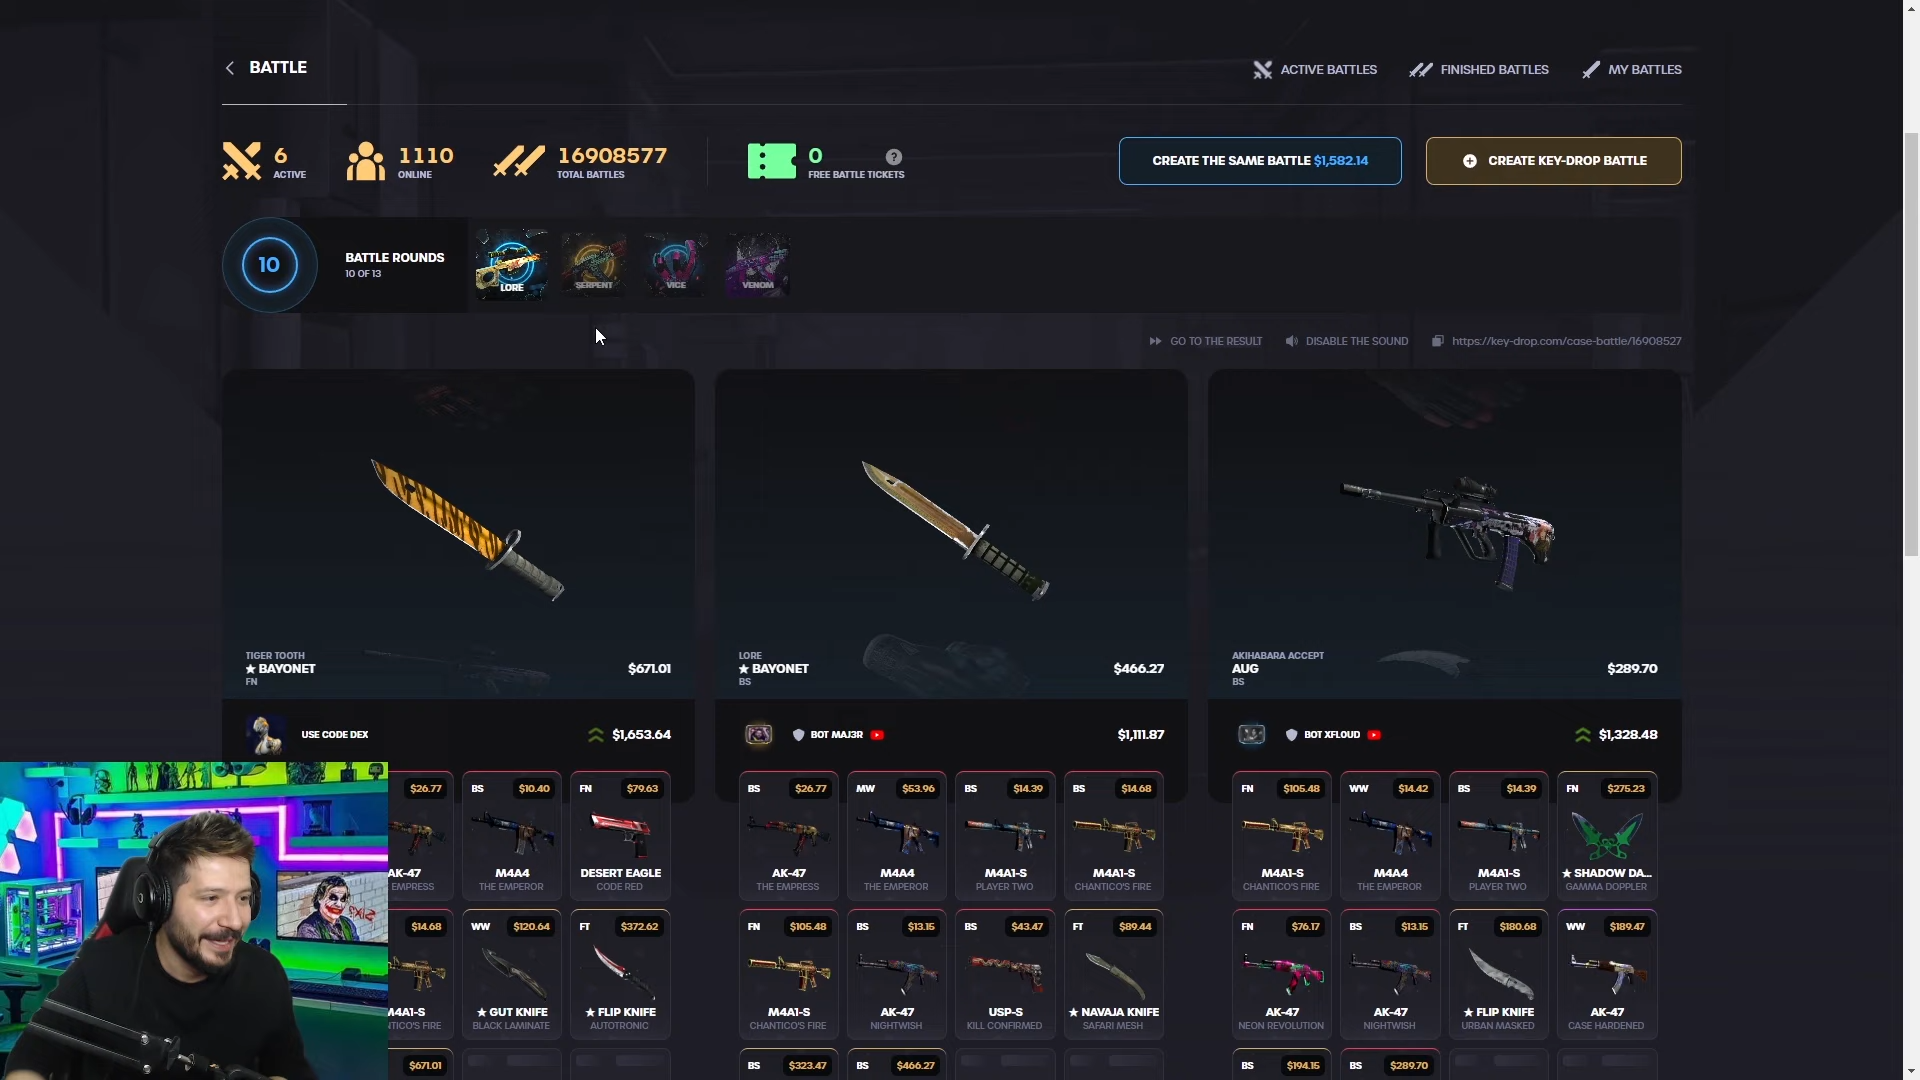 BATTLE
ACTIVE BATTLES
FINISHED BATTLES
MY BATTLES
6
ACTIVE
1110
ONLINE
16908577
TOTAL BATTLES
0
FREE BATTLE TICKETS
?
CREATE THE SAME BATTLE $1,582.14
CREATE KEY-DROP BATTLE
10
BATTLE ROUNDS
10 OF 13
LORE
SERPENT
VICE
VENOM
GO TO THE RESULT
DISABLE THE SOUND
https://key-drop.com/case-battle/16908527
TIGER TOOTH
★ BAYONET
FN
$671.01
LORE
★ BAYONET
BS
$466.27
AKIHABARA ACCEPT
AUG
BS
$289.70
USE CODE DEX
$1,653.64
BOT MAJ3R
$1,111.87
BOT XFLOUD
$1,328.48
$26.77
AK-47
EMPRESS
BS
$10.40
M4A4
THE EMPEROR
FN
$79.63
DESERT EAGLE
CODE RED
BS
$26.77
AK-47
THE EMPRESS
MW
$53.96
M4A4
THE EMPEROR
BS
$14.39
M4A1-S
PLAYER TWO
BS
$14.68
M4A1-S
CHANTICO'S FIRE
FN
$105.48
M4A1-S
CHANTICO'S FIRE
WW
$14.42
M4A4
THE EMPEROR
BS
$14.39
M4A1-S
PLAYER TWO
FN
$275.23
★ SHADOW DA...
GAMMA DOPPLER
$14.68
M4A1-S
TICO'S FIRE
WW
$120.64
★ GUT KNIFE
BLACK LAMINATE
FT
$372.62
★ FLIP KNIFE
AUTOTRONIC
FN
$105.48
M4A1-S
CHANTICO'S FIRE
BS
$13.15
AK-47
NIGHTWISH
BS
$43.47
USP-S
KILL CONFIRMED
FT
$89.44
★ NAVAJA KNIFE
SAFARI MESH
FN
$76.17
AK-47
NEON REVOLUTION
BS
$13.15
AK-47
NIGHTWISH
FT
$180.68
★ FLIP KNIFE
URBAN MASKED
WW
$189.47
AK-47
CASE HARDENED
$671.01
BS
$323.47
BS
$466.27
BS
$194.15
BS
$289.70